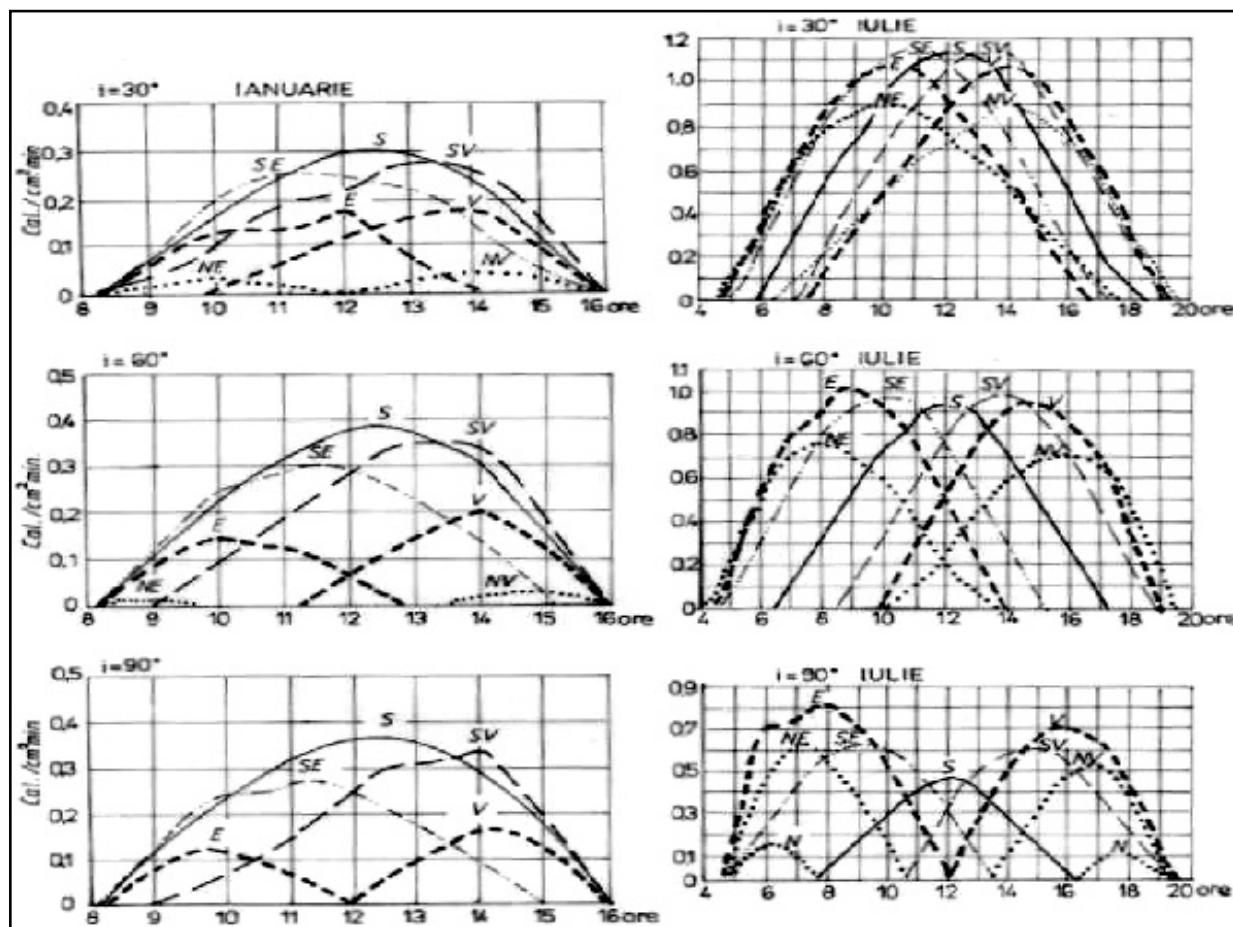 i=30° IANUARIE
Cal./cm² min
0,4
0,3
0,2
0,1
0
SE
S
SV
E
V
NE
NV
8 9 10 11 12 13 14 15 16 ore
i=30° IULIE
1.2
1.0
0.8
0.6
0.4
0.2
0
SE S SV
E
NE
NV
4 6 8 10 12 14 16 18 20 ore
i=60°
Cal./cm² min.
0,5
0,4
0,3
0,2
0,1
0
S
SE
SV
E
V
NE
NV
8 9 10 11 12 13 14 15 16 ore
i=60° IULIE
1.0
0.8
0.6
0.4
0.2
0
E
SE
SV
S
V
NE
NV
4 6 8 10 12 14 16 18 20 ore
i=90°
Cal./cm² min
0,5
0,4
0,3
0,2
0,1
0
S
SE
SV
E
V
8 9 10 11 12 13 14 15 16 ore
i=90° IULIE
0.9
0.7
0.5
0.3
0.1
0
E
NE
SE
S
V
SV
NV
N
N
4 6 8 10 12 14 16 18 20 ore